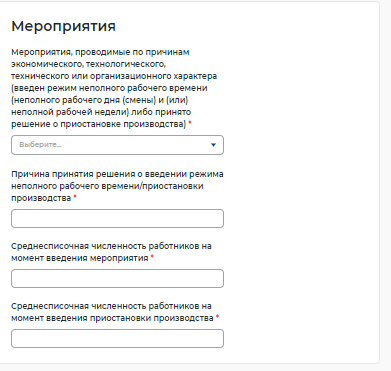 Мероприятия
Мероприятия, проводимые по причинам
экономического, технологического,
технического или организационного характера
(введен режим неполного рабочего времени
(неполного рабочего дня (смены) и (или)
неполной рабочей недели) либо принято
решение о приостановке производства) *
Выберите...
Причина принятия решения о введении режима
неполного рабочего времени/приостановки
производства *
Среднесписочная численность работников на
момент введения мероприятия *
Среднесписочная численность работников на
момент введения приостановки производства *